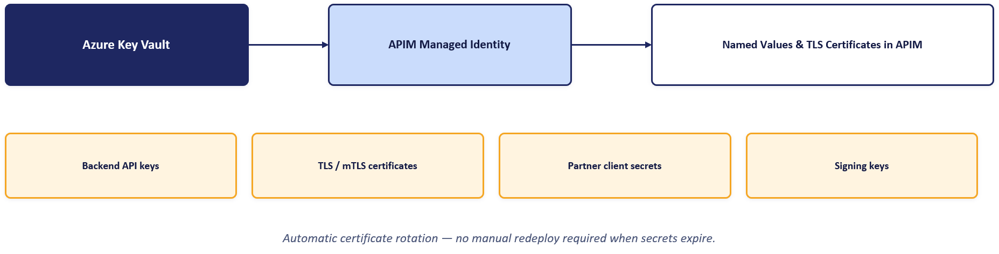 Azure Key Vault
APIM Managed Identity
Named Values & TLS Certificates in APIM
Backend API keys
TLS / mTLS certificates
Partner client secrets
Signing keys
Automatic certificate rotation — no manual redeploy required when secrets expire.